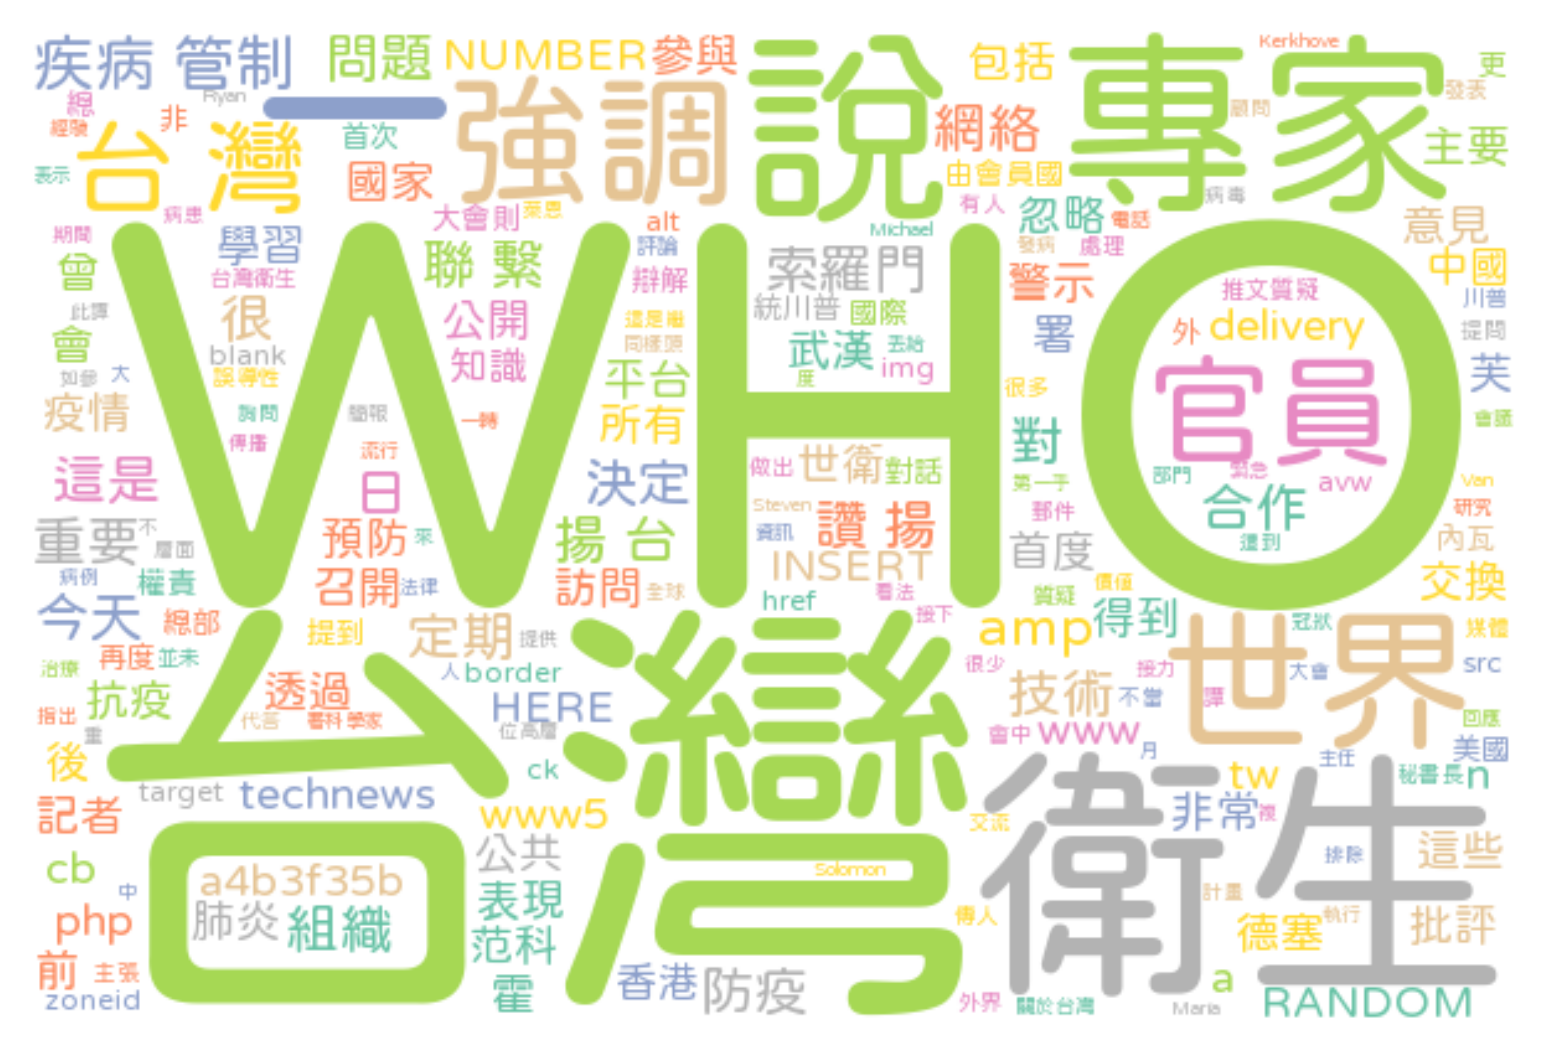 疾病 管制
問題
NUMBER
參與
說
包括
專家
Kerkhove
更
總
Ryan
一
強調
發表
經驗
非
台 灣
首次
網絡
顧問
主要
表示
國家
由會員國
病毒
病患
大會則
萊恩
alt
有人
忽略
電話
意見
期間
學習
評論
Michael
發病
處理
WHO
曾
台灣衛生
聯 繫
辯解
索羅門
警示
中國
推文質疑
川普
此譚
很
公開
統川普
國際
署
外
delivery
提問
會
blank
知識
同樣頭
武漢
丟給
img
官員
芙
如參
大
誤導性
平台
度
很多
疫情
詢問
簡報
一轉
所有
對
會議
傳播
流行
這是
日
決定
做出
世衛
對話
第一手
部門
緊急
avw
Van
合作
Steven
讚 揚
郵件
研究
重要
不
層面
預防
來
揚 台
資訊
首度
遭到
內瓦
INSERT
病例
權責
召開
法律
訪問
全球
href
看法
質疑
價值
交換
今天
總部
提到
定期
提供
接下
amp
得到
冠狀
媒體
再度
並未
台灣
世界
治療
人
border
很少
接力
大會
src
抗疫
透過
HERE
技術
不當
譚
指出
重
代答
著科 學家
位高層
會中
www
月
回應
美國
後
ck
主任
target
technews
衛生
tw
秘書長
n
記者
www5
交流
非常
複
公共
排除
這些
cb
中
a4b3f35b
Solomon
表現
計畫
php
肺炎
組織
范科
傳人
德塞
執行
批評
前
主張
霍
香港
防疫
a
zoneid
外界
關於台灣
Maria
RANDOM